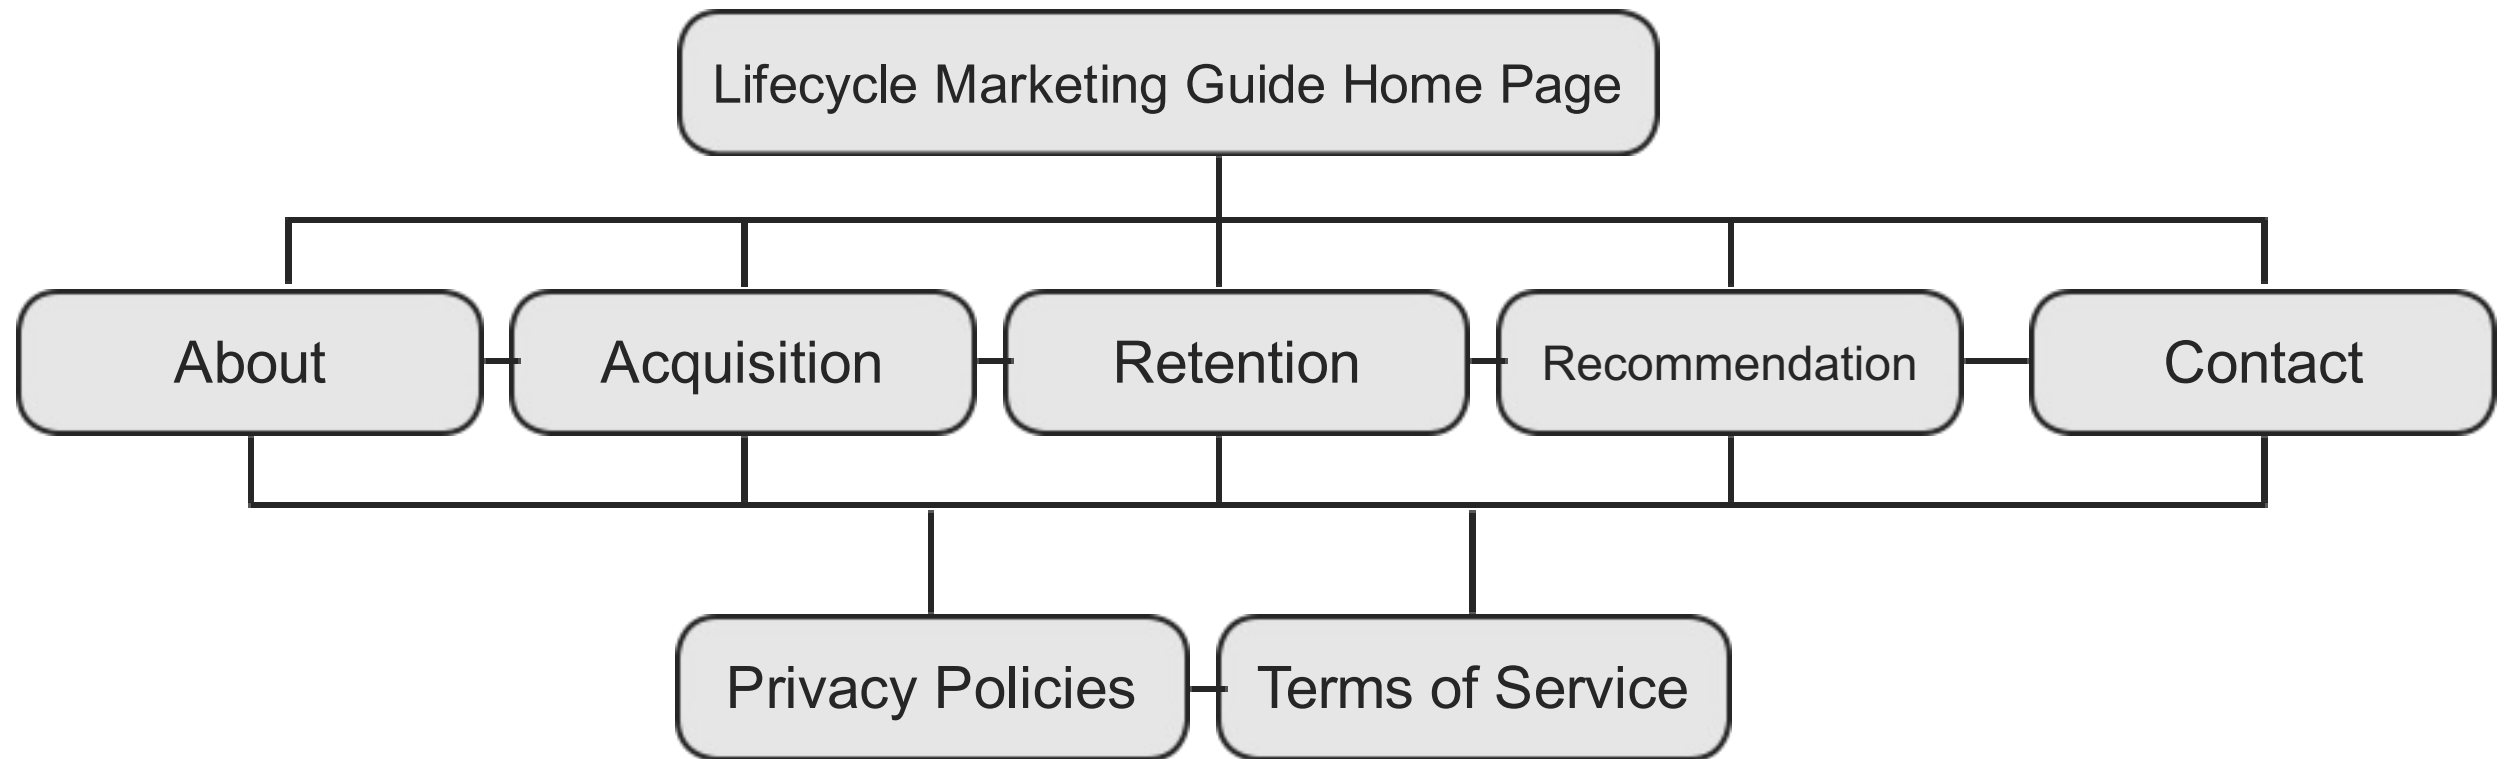 Lifecycle Marketing Guide Home Page
About
Acquisition
Retention
Recommendation
Contact
Privacy Policies
Terms of Service